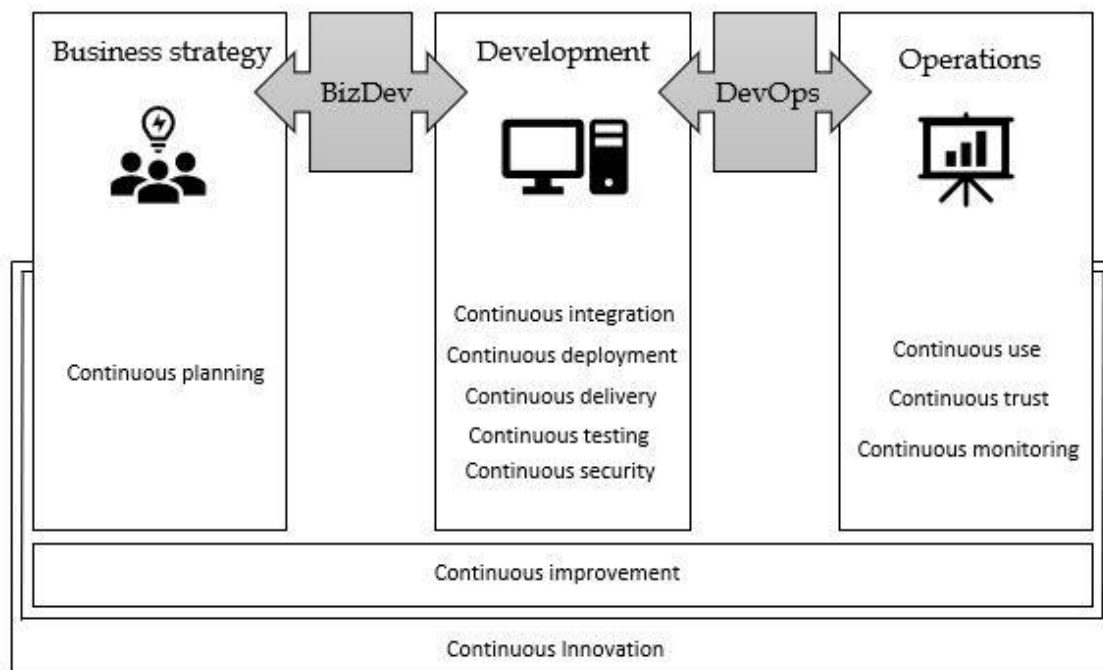 Business strategy
BizDev
Development
DevOps
Operations
Continuous planning
Continuous integration
Continuous deployment
Continuous delivery
Continuous testing
Continuous security
Continuous use
Continuous trust
Continuous monitoring
Continuous improvement
Continuous Innovation